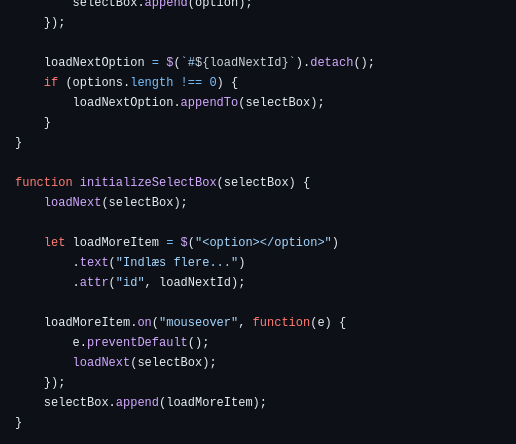 selectBox.append(option);
    });

    loadNextOption = $(`#${loadNextId}`).detach();
    if (options.length !== 0) {
        loadNextOption.appendTo(selectBox);
    }
}

function initializeSelectBox(selectBox) {
    loadNext(selectBox);

    let loadMoreItem = $("<option></option>")
        .text("Indlæs flere...")
        .attr("id", loadNextId);

    loadMoreItem.on("mouseover", function(e) {
        e.preventDefault();
        loadNext(selectBox);
    });
    selectBox.append(loadMoreItem);
}